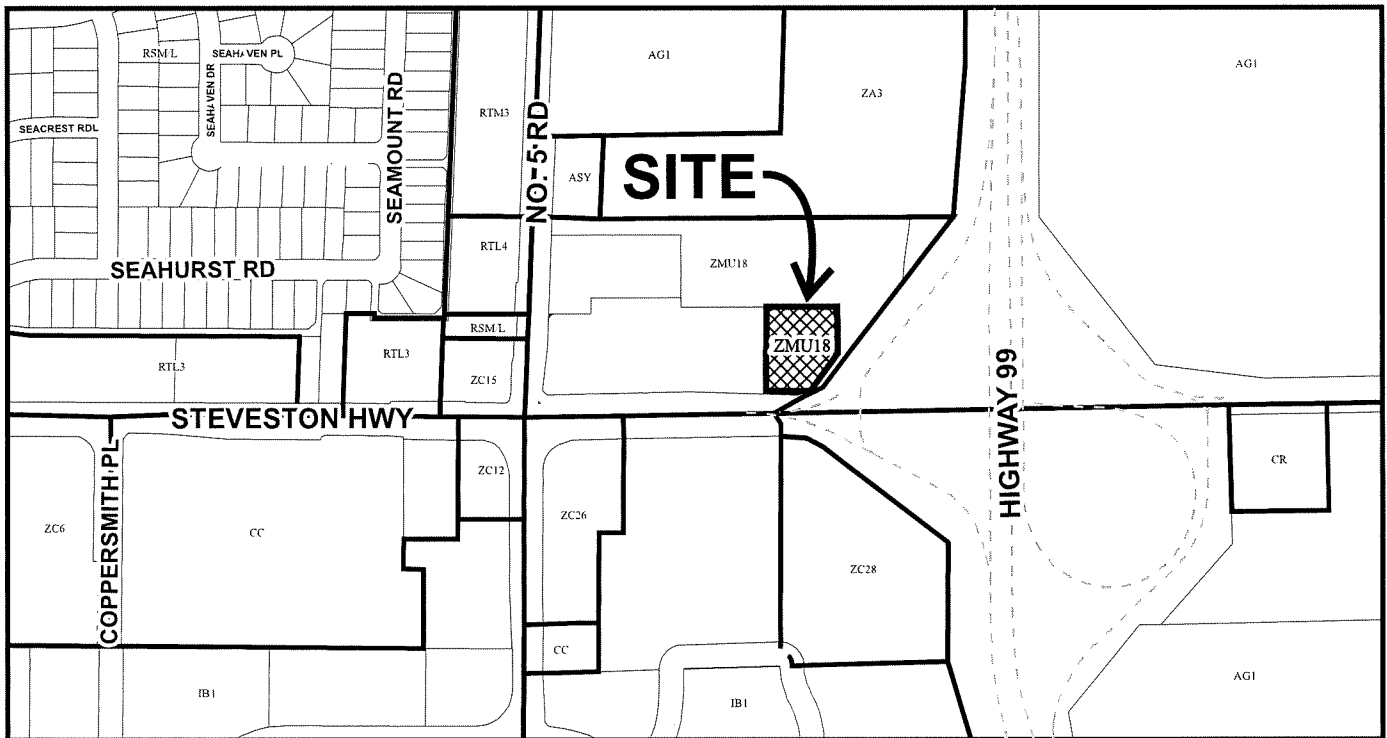 RSM/L
SEAHAVEN PL
SEAHAVEN DR
SEACREST RDL
SEAMOUNT RD
SEAHURST RD
RTM3
NO. 5 RD
AG1
ZA3
AG1
ASY
SITE
RTL4
ZMU18
ZMU18
RSM/L
RTL3
RTL3
ZC15
STEVESTON HWY
HIGHWAY 99
COPPERSMITH PL
ZC6
CC
ZC12
ZC26
ZC28
CR
CC
IB1
IB1
AG1